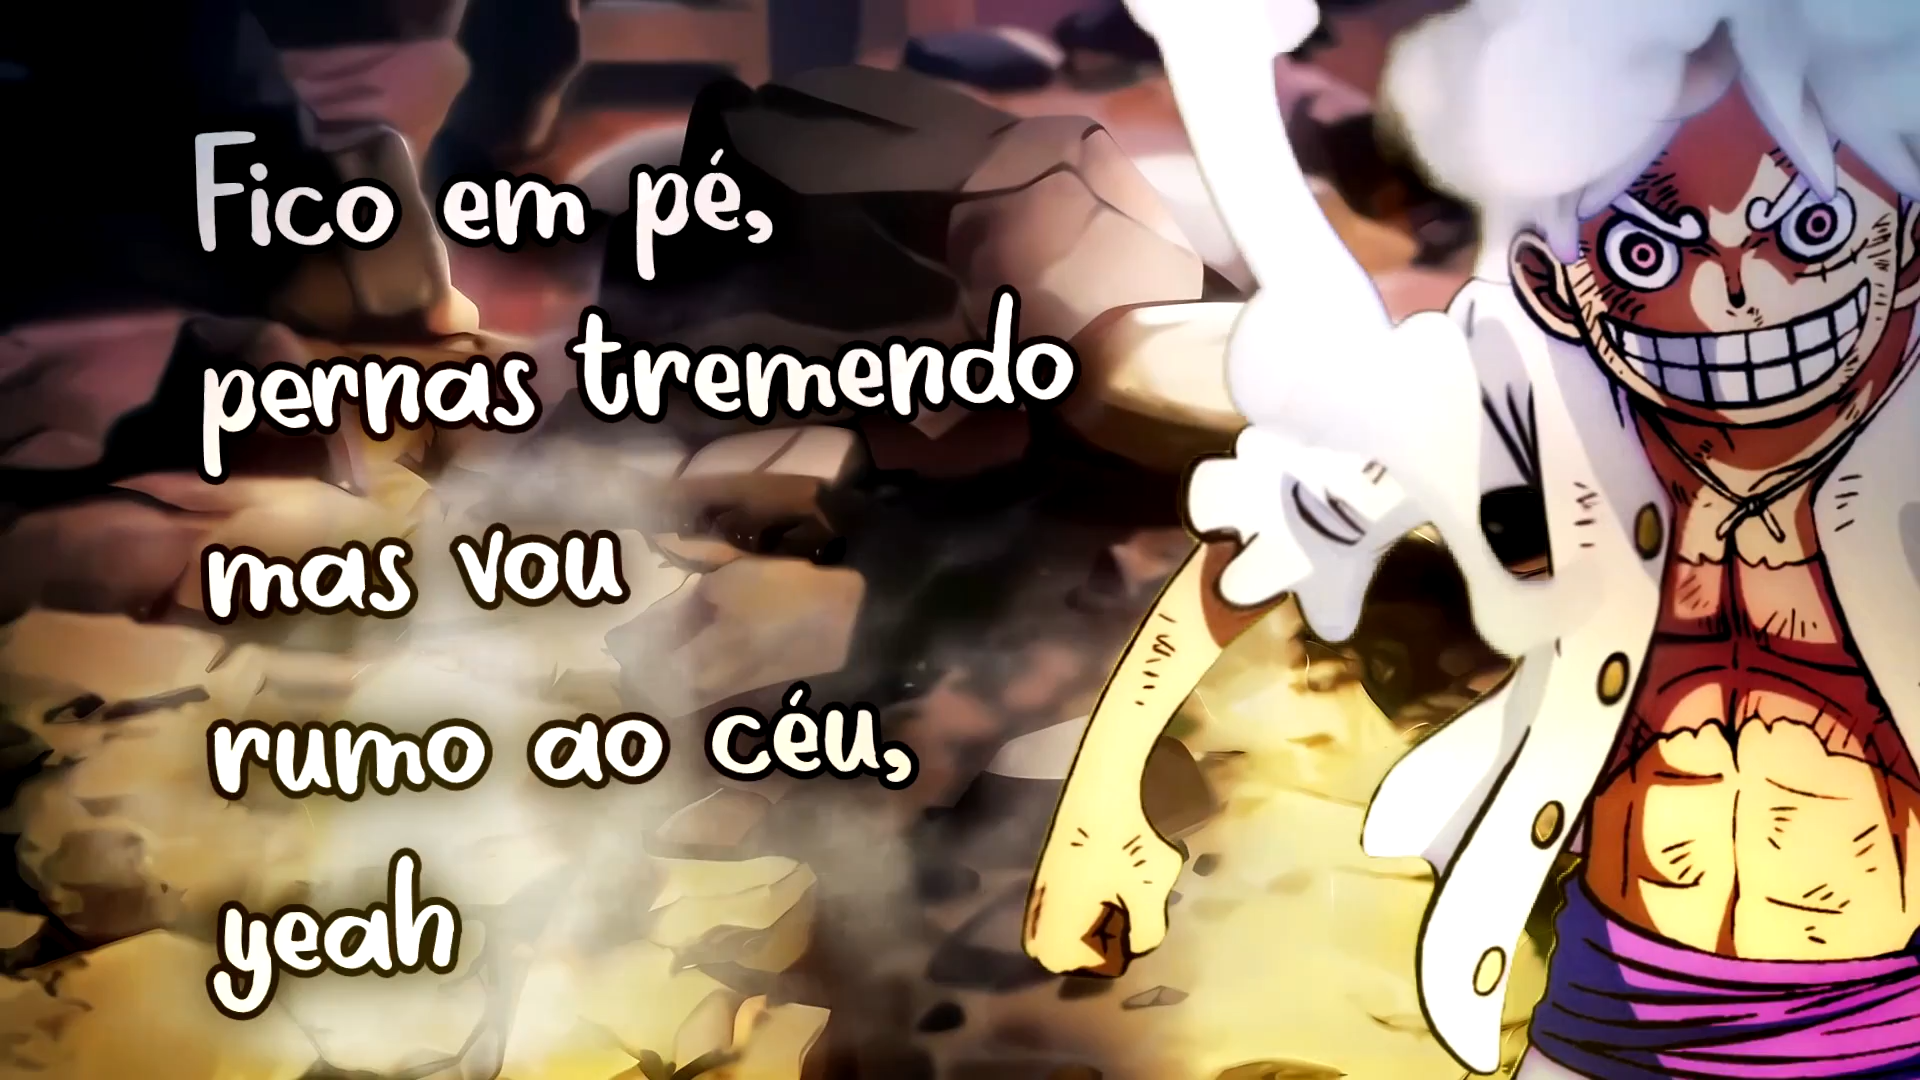 Fico em pé,
pernas tremendo
mas vou
rumo ao céu,
yeah